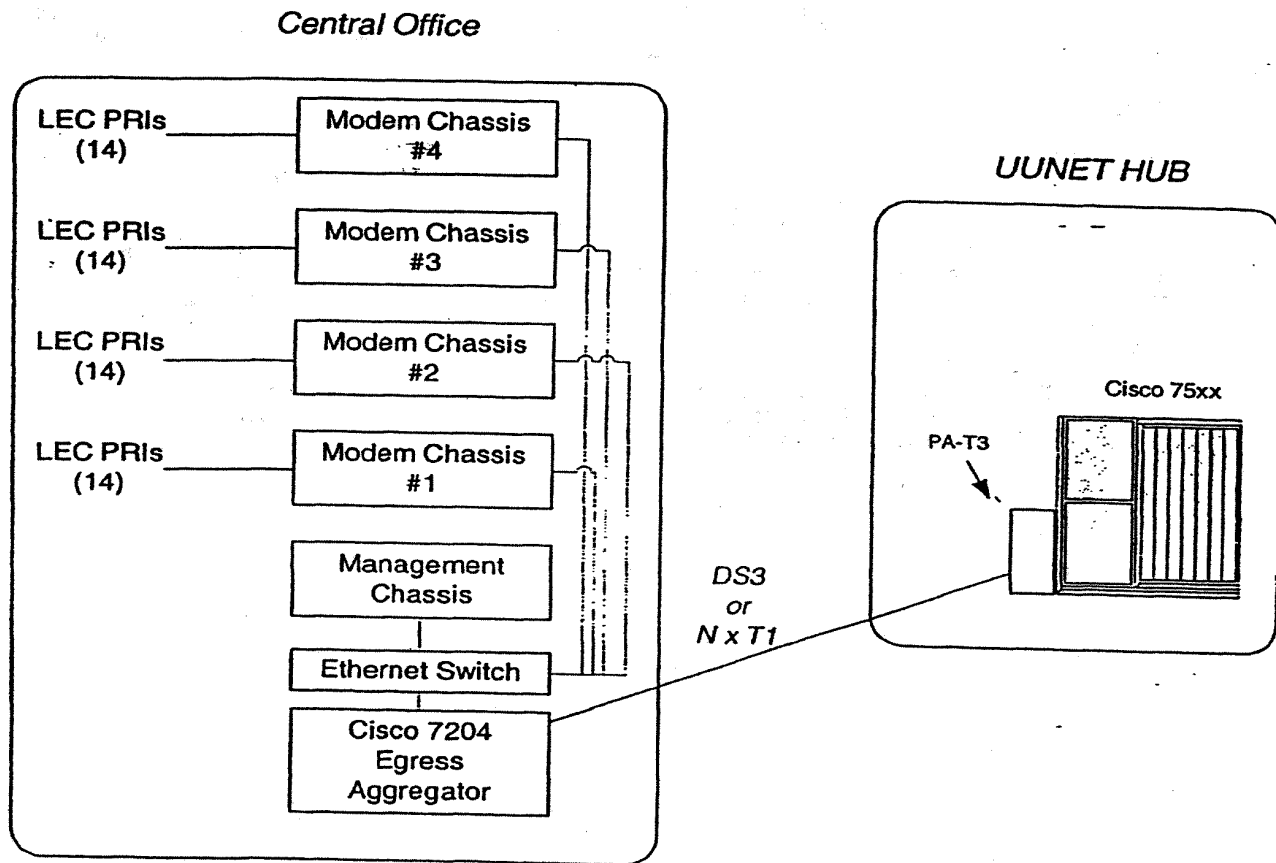 Central Office
LEC PRIs
(14)
Modem Chassis
#4
LEC PRIs
(14)
Modem Chassis
#3
LEC PRIs
(14)
Modem Chassis
#2
LEC PRIs
(14)
Modem Chassis
#1
Management
Chassis
Ethernet Switch
Cisco 7204
Egress
Aggregator
DS3
or
N x T1
UUNET HUB
Cisco 75xx
PA-T3